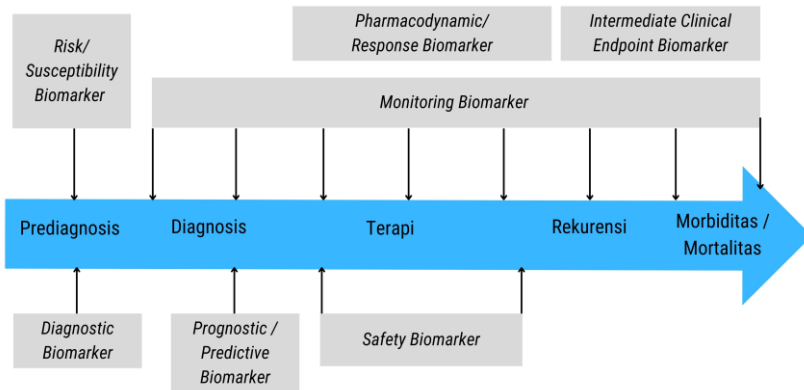 Risk/
Susceptibility
Biomarker
Pharmacodynamic/
Response Biomarker
Intermediate Clinical
Endpoint Biomarker
Monitoring Biomarker
Prediagnosis
Diagnosis
Terapi
Rekurensi
Morbiditas /
Mortalitas
Diagnostic
Biomarker
Prognostic /
Predictive
Biomarker
Safety Biomarker